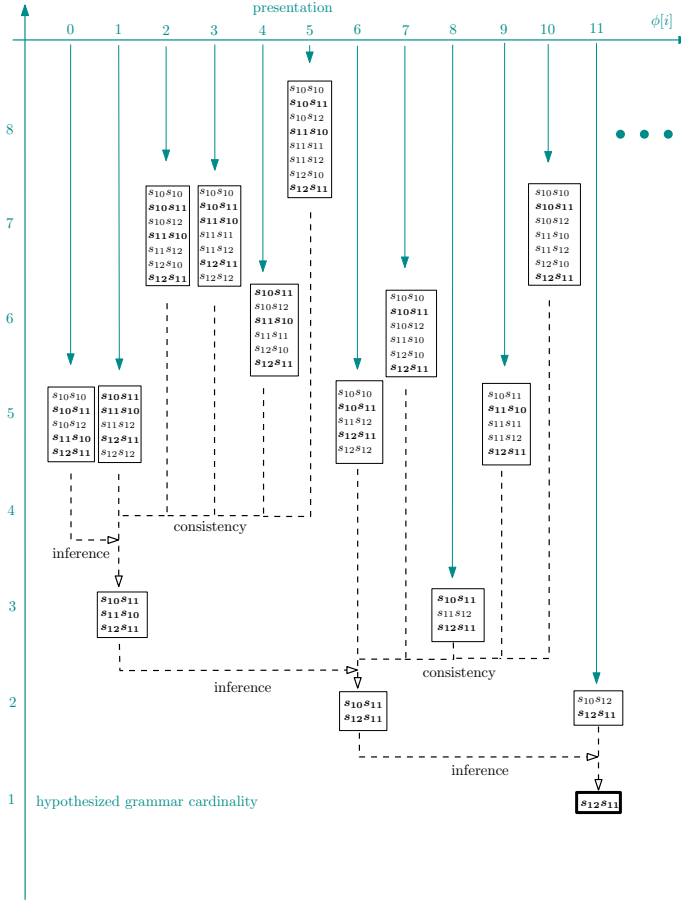 presentation
0 1 2 3 4 5 6 7 8 9 10 11 ϕ[i]
8
7
6
5
4
3
2
1
s₁₀s₁₀
s₁₀s₁₁
s₁₀s₁₂
s₁₁s₁₀
s₁₂s₁₁
s₁₀s₁₁
s₁₁s₁₀
s₁₁s₁₂
s₁₂s₁₁
s₁₂s₁₂
s₁₀s₁₀
s₁₀s₁₁
s₁₀s₁₂
s₁₁s₁₀
s₁₁s₁₂
s₁₂s₁₀
s₁₂s₁₁
s₁₀s₁₀
s₁₀s₁₁
s₁₁s₁₀
s₁₁s₁₁
s₁₁s₁₂
s₁₂s₁₁
s₁₂s₁₂
s₁₀s₁₁
s₁₀s₁₂
s₁₁s₁₀
s₁₁s₁₁
s₁₂s₁₀
s₁₂s₁₁
s₁₀s₁₀
s₁₀s₁₁
s₁₀s₁₂
s₁₁s₁₀
s₁₁s₁₁
s₁₁s₁₂
s₁₂s₁₀
s₁₂s₁₁
s₁₀s₁₀
s₁₀s₁₁
s₁₁s₁₂
s₁₂s₁₁
s₁₂s₁₂
s₁₀s₁₀
s₁₀s₁₁
s₁₀s₁₂
s₁₁s₁₀
s₁₂s₁₀
s₁₂s₁₁
s₁₀s₁₁
s₁₁s₁₂
s₁₂s₁₁
s₁₀s₁₁
s₁₁s₁₀
s₁₁s₁₁
s₁₁s₁₂
s₁₂s₁₁
s₁₀s₁₀
s₁₀s₁₁
s₁₀s₁₂
s₁₁s₁₀
s₁₁s₁₂
s₁₂s₁₀
s₁₂s₁₁
s₁₀s₁₂
s₁₂s₁₁
consistency
inference
s₁₀s₁₁
s₁₁s₁₀
s₁₂s₁₁
inference
consistency
s₁₀s₁₁
s₁₂s₁₁
inference
s₁₂s₁₁
hypothesized grammar cardinality